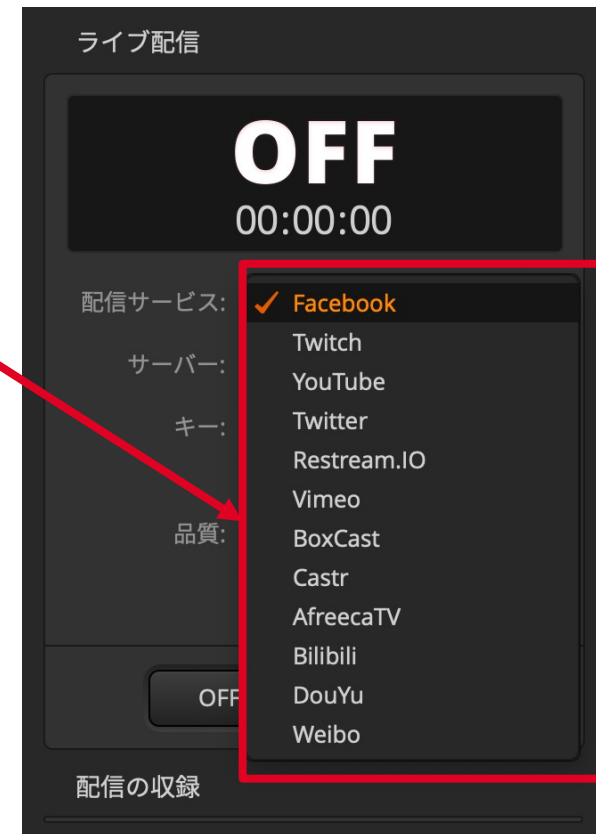 ライブ配信
OFF
00:00:00
配信サービス:
✓ Facebook
Twitch
サーバー:
YouTube
キー:
Twitter
Restream.IO
Vimeo
品質:
BoxCast
Castr
AfreecaTV
Bilibili
OFF
DouYu
Weibo
配信の収録